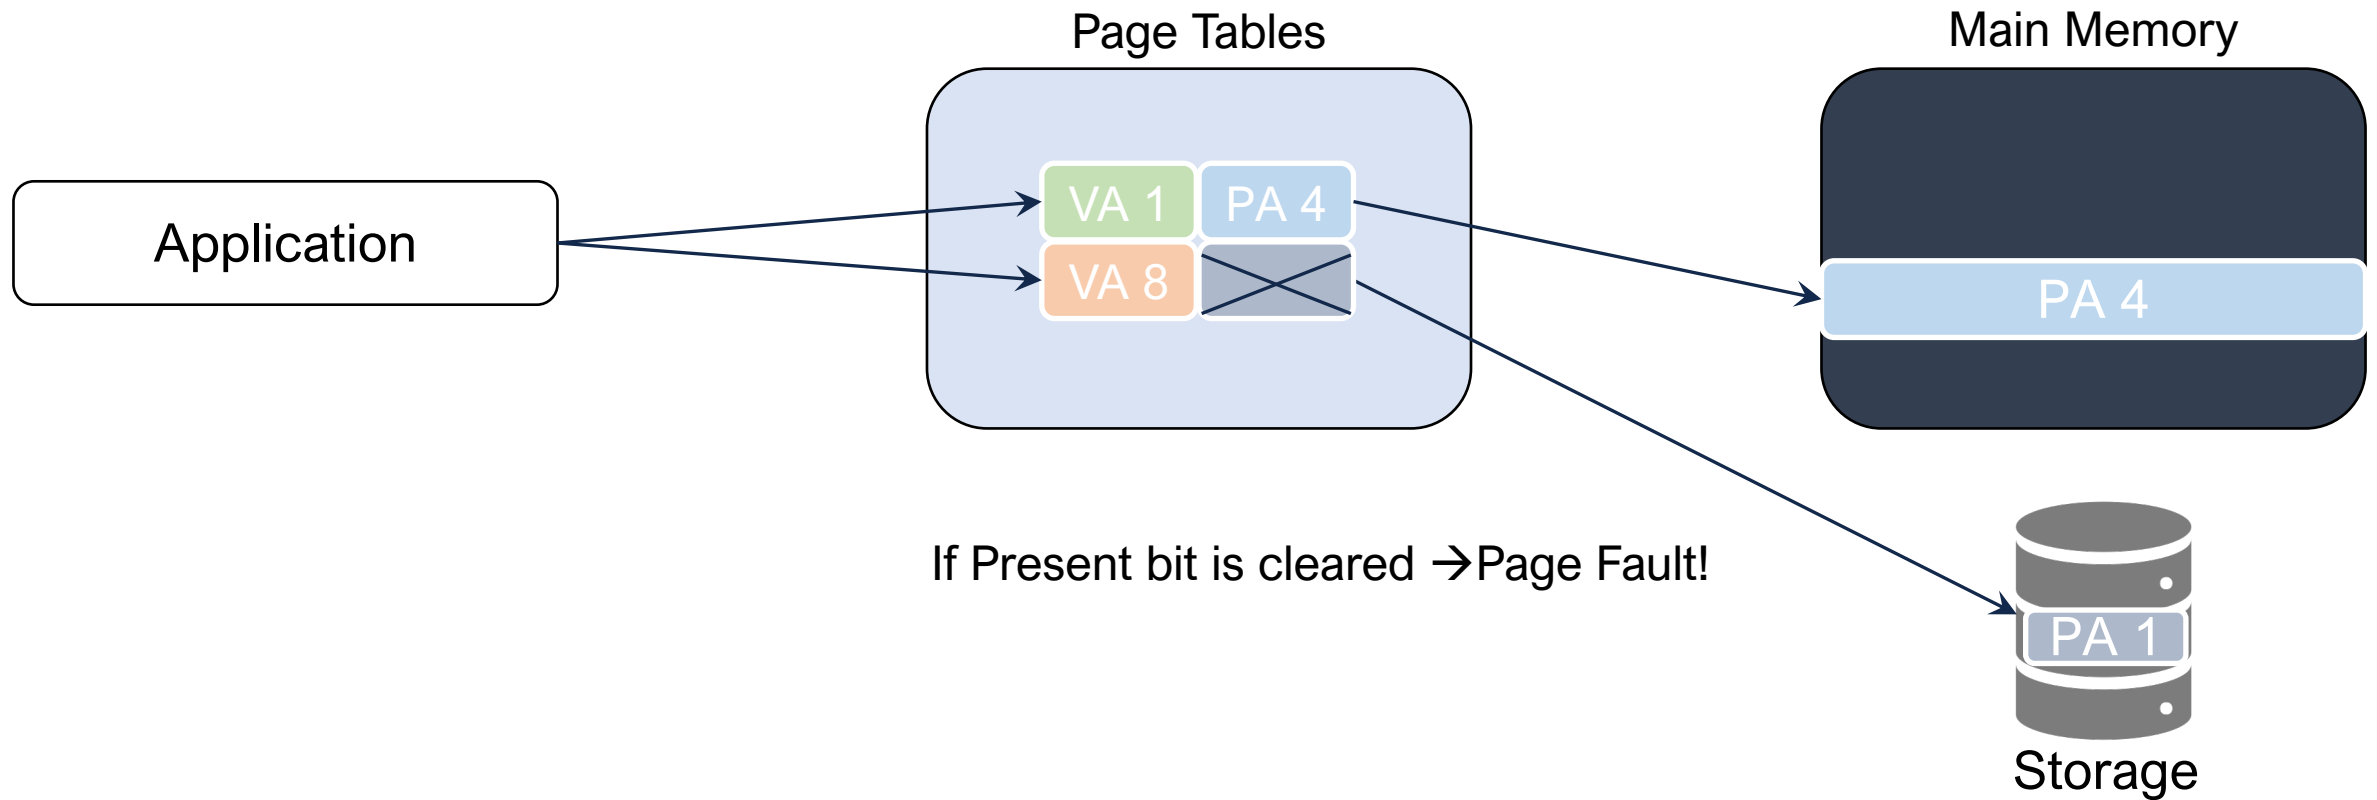 Page Tables
Main Memory
Application
VA 1 PA 4
VA 8
PA 4
If Present bit is cleared →Page Fault!
PA 1
Storage